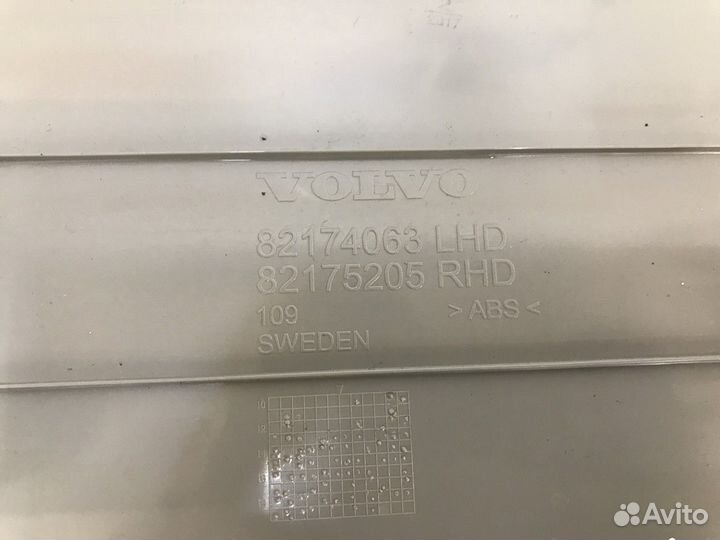 VOLVO
82174063 LHD
82175205 RHD
109 > ABS <
SWEDEN
Avito